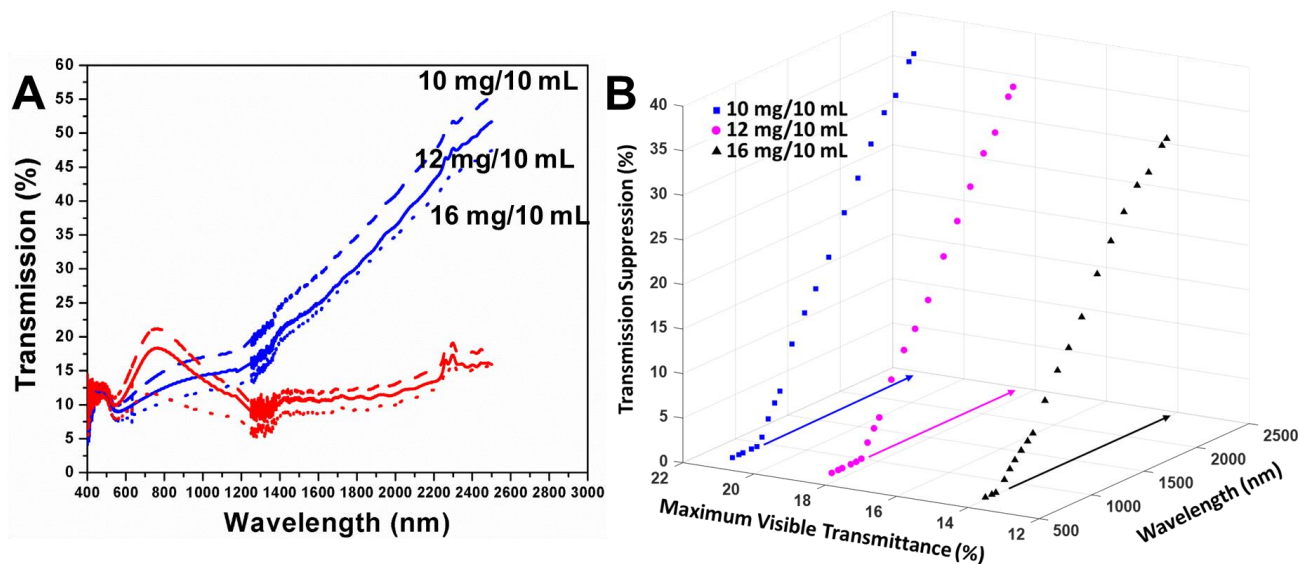 A
Transmission (%)
60
55
50
45
40
35
30
25
20
15
10
5
0
10 mg/10 mL
12 mg/10 mL
16 mg/10 mL
400 600 800 1000 1200 1400 1600 1800 2000 2200 2400 2600 2800 3000
Wavelength (nm)
B
Transmission Suppression (%)
40
35
30
25
20
15
10
5
0
10 mg/10 mL
12 mg/10 mL
16 mg/10 mL
22
20
18
16
14
12
Maximum Visible Transmittance (%)
500
1000
1500
2000
2500
Wavelength (nm)